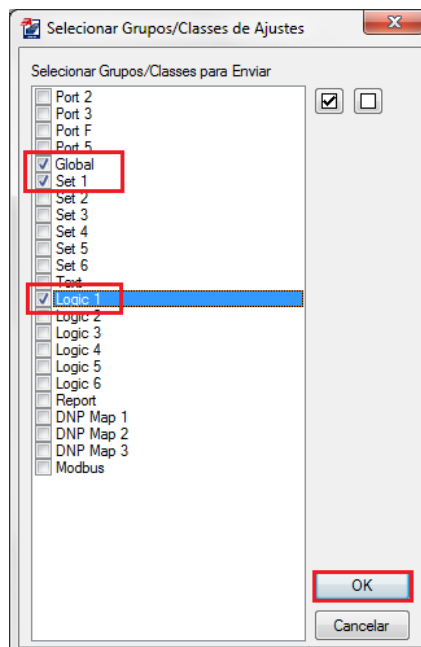 Selecionar Grupos/Classes de Ajustes
Selecionar Grupos/Classes para Enviar
Port 2
Port 3
Port F
Port 5
Global
Set 1
Set 2
Set 3
Set 4
Set 5
Set 6
Text
Logic 1
Logic 2
Logic 3
Logic 4
Logic 5
Logic 6
Report
DNP Map 1
DNP Map 2
DNP Map 3
Modbus
OK
Cancelar